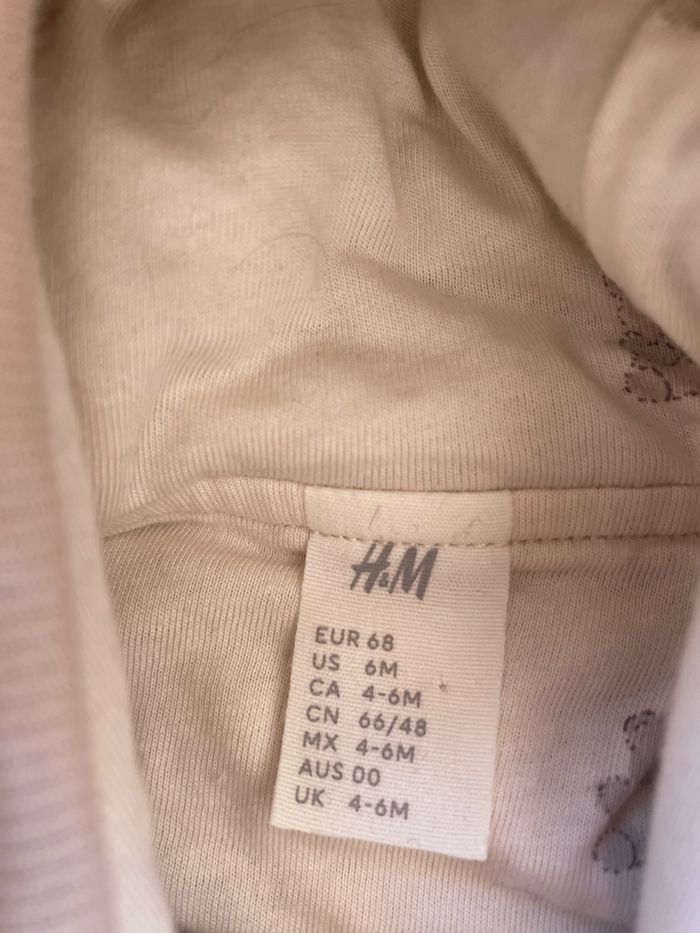 H&M
EUR 68
US 6M
CA 4-6M
CN 66/48
MX 4-6M
AUS 00
UK 4-6M